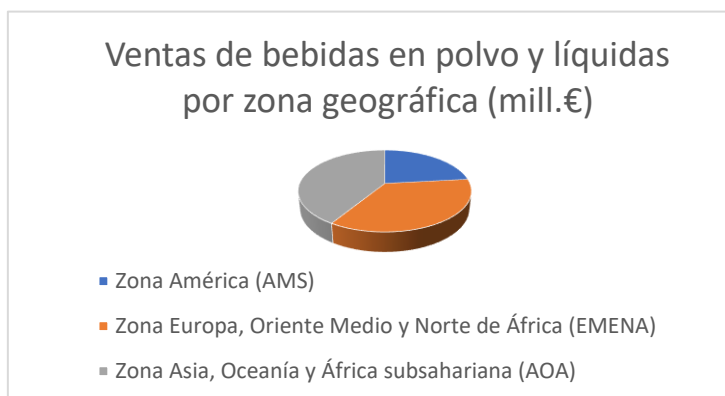 Ventas de bebidas en polvo y líquidas
por zona geográfica (mill.€)
Zona América (AMS)
Zona Europa, Oriente Medio y Norte de África (EMENA)
Zona Asia, Oceanía y África subsahariana (AOA)